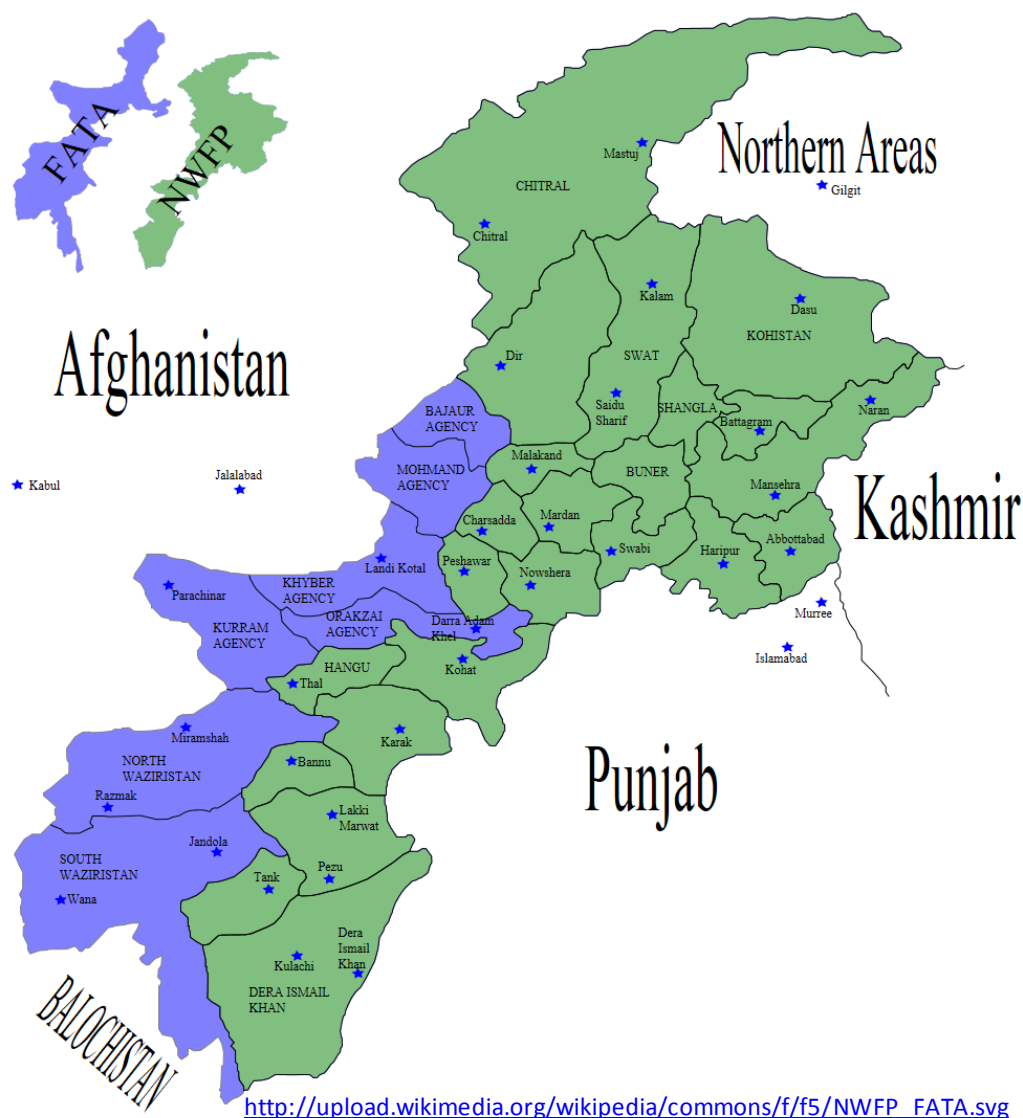 FATA
NWFP
Northern Areas
Mastuj
Gilgit
CHITRAL
Chitral
Kalam
Dasu
KOHISTAN
Afghanistan
Dir
SWAT
Saidu
Sharif
SHANGLA
Naran
Battagram
BAJAUR
AGENCY
MOHMAND
AGENCY
Malakand
BUNER
Kabul
Jalalabad
Mansehra
Kashmir
Charsadda
Mardan
Swabi
Haripur
Abbottabad
Landi Kotal
Peshawar
Nowshera
Parachinar
KHYBER
AGENCY
Murree
KURRAM
AGENCY
ORAKZAI
AGENCY
Darra Adam
Khel
Islamabad
HANGU
Thal
Kohat
Miramshah
Karak
NORTH
WAZIRISTAN
Bannu
Punjab
Razmak
Lakki
Marwat
Jandola
SOUTH
WAZIRISTAN
Pezu
Tank
Wana
Dera
Ismail
Khan
Kulachi
DERA ISMAIL
KHAN
BALOCHISTAN
http://upload.wikimedia.org/wikipedia/commons/f/f5/NWFP_FATA.svg